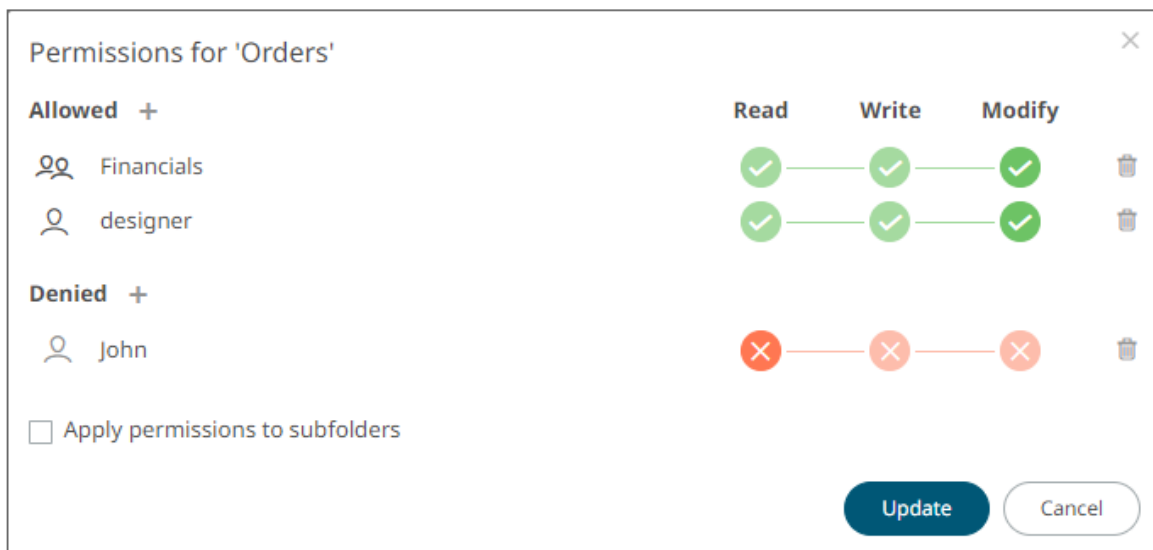 Permissions for 'Orders'
Allowed + Read Write Modify
Financials
designer
Denied +
John
Apply permissions to subfolders
Update Cancel